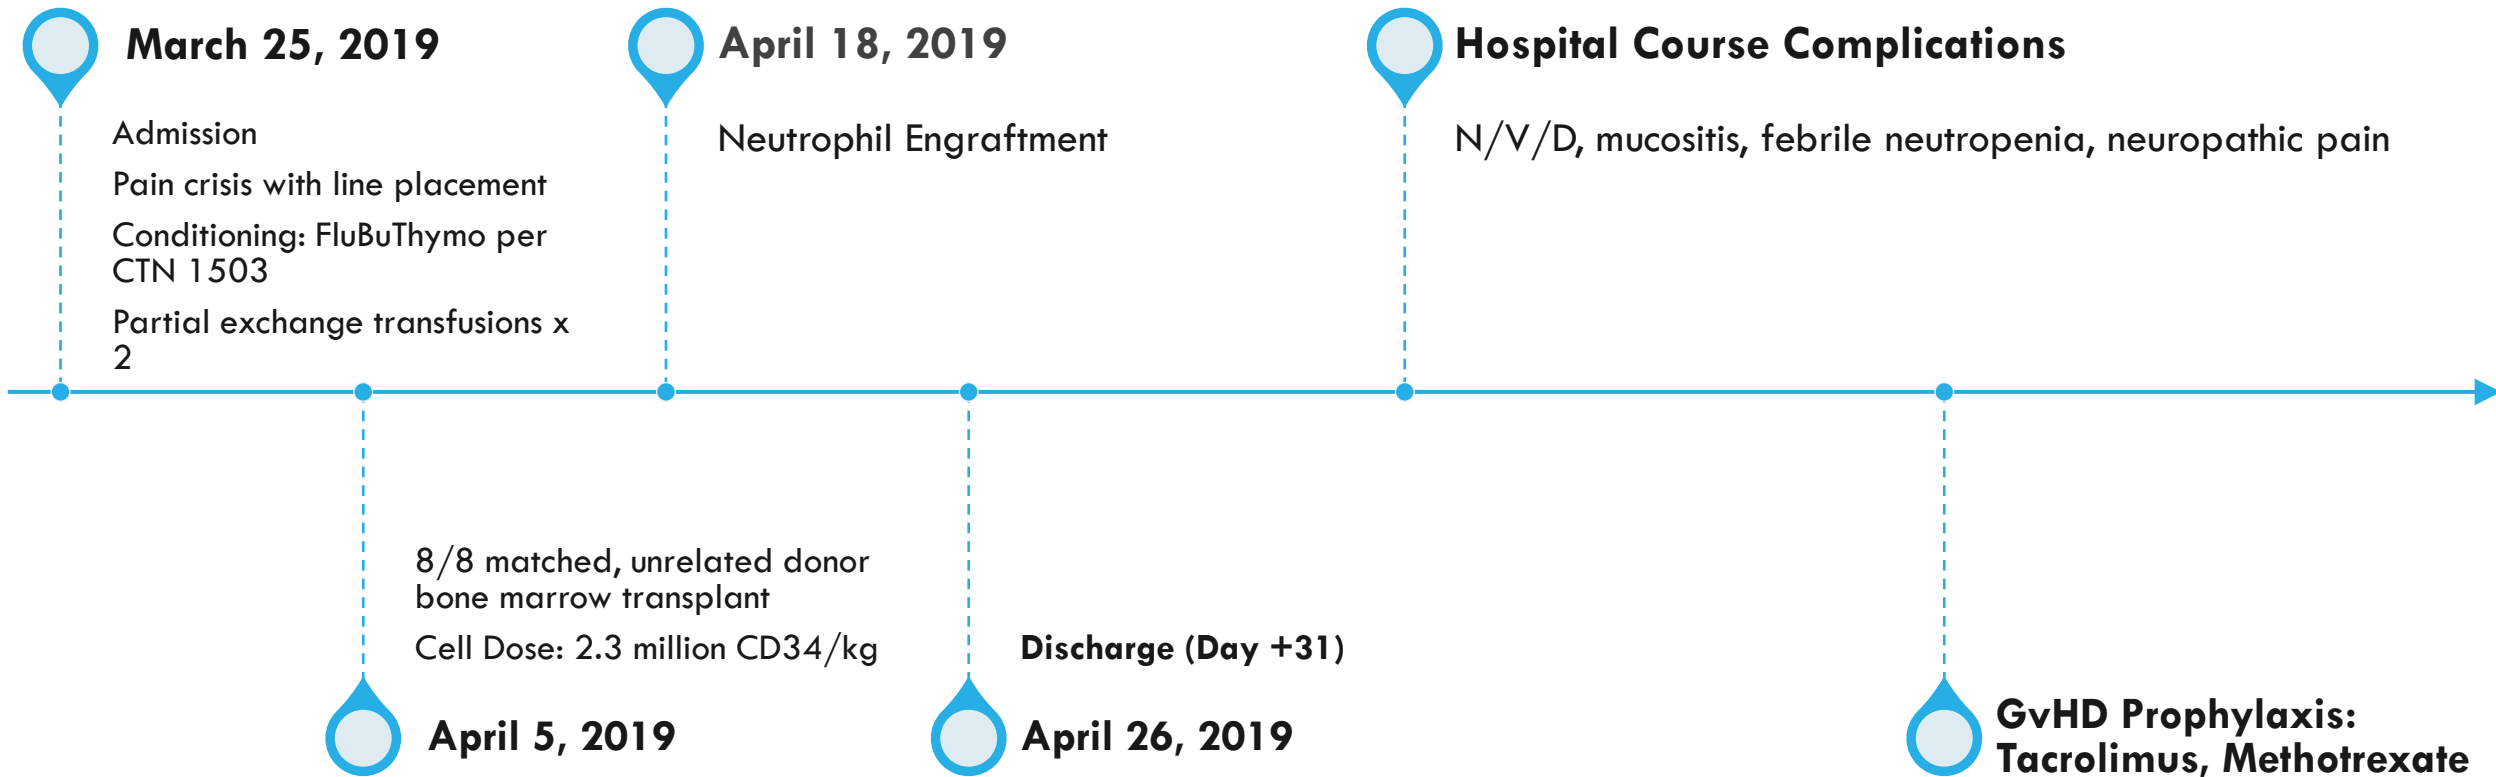 March 25, 2019
Admission
Pain crisis with line placement
Conditioning: FluBuThymo per
CTN 1503
Partial exchange transfusions x
2
8/8 matched, unrelated donor
bone marrow transplant
Cell Dose: 2.3 million CD34/kg
April 5, 2019
April 18, 2019
Neutrophil Engraftment
Discharge (Day +31)
April 26, 2019
Hospital Course Complications
N/V/D, mucositis, febrile neutropenia, neuropathic pain
GvHD Prophylaxis:
Tacrolimus, Methotrexate